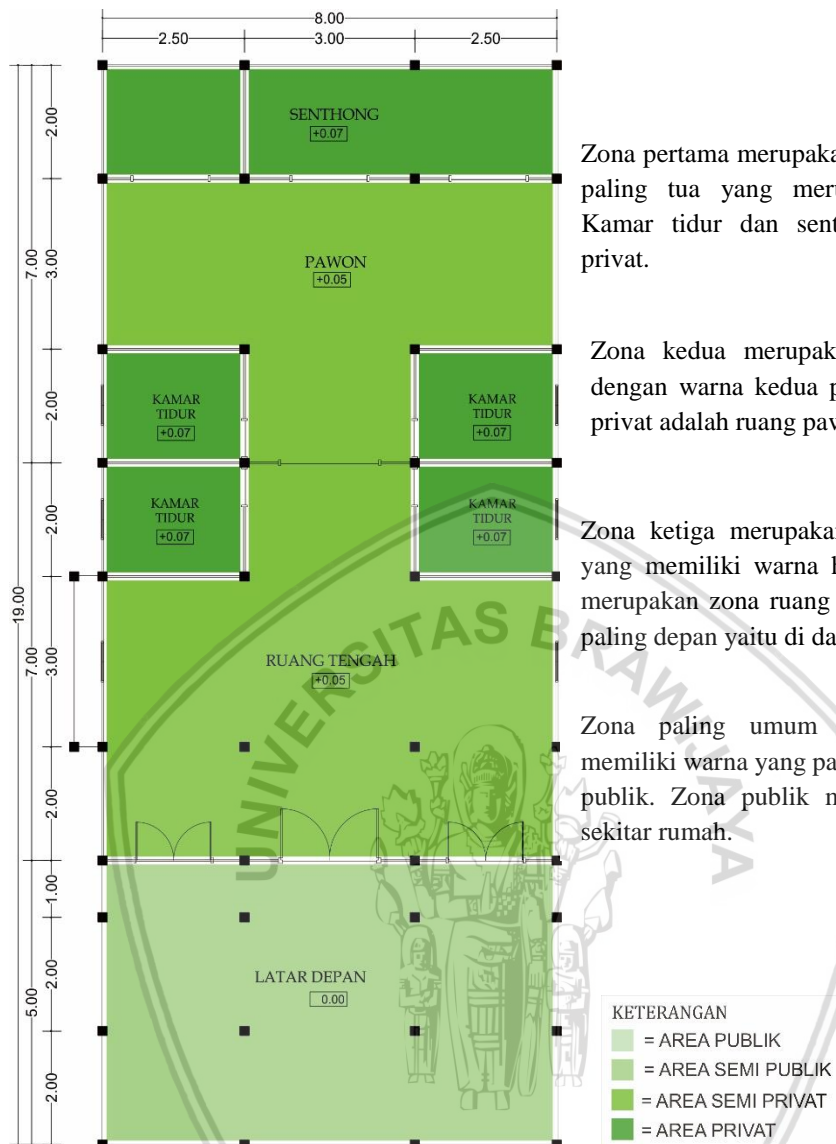 8.00
2.50 3.00 2.50
2.00
SENTHONG
+0.07
7.00
3.00
PAWON
+0.05
2.00
KAMAR
TIDUR
+0.07
KAMAR
TIDUR
+0.07
2.00
KAMAR
TIDUR
+0.07
KAMAR
TIDUR
+0.07
19.00
7.00
3.00
RUANG TENGAH
+0.05
2.00
1.00
5.00
2.00
LATAR DEPAN
0.00
2.00
Zona pertama merupaka
paling tua yang meru
Kamar tidur dan sent
privat.
Zona kedua merupak
dengan warna kedua p
privat adalah ruang paw
Zona ketiga merupakan
yang memiliki warna h
merupakan zona ruang
paling depan yaitu di da
Zona paling umum
memiliki warna yang pa
publik. Zona publik m
sekitar rumah.
UNIVERSITAS BRAWIJAYA
KETERANGAN
= AREA PUBLIK
= AREA SEMI PUBLIK
= AREA SEMI PRIVAT
= AREA PRIVAT